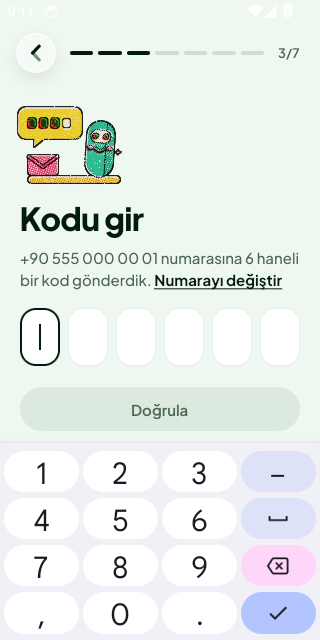 9:11
3/7
Kodu gir
+90 555 000 00 01 numarasına 6 haneli
bir kod gönderdik. Numarayı değiştir
Doğrula
1 2 3 –
4 5 6
7 8 9
, 0 .